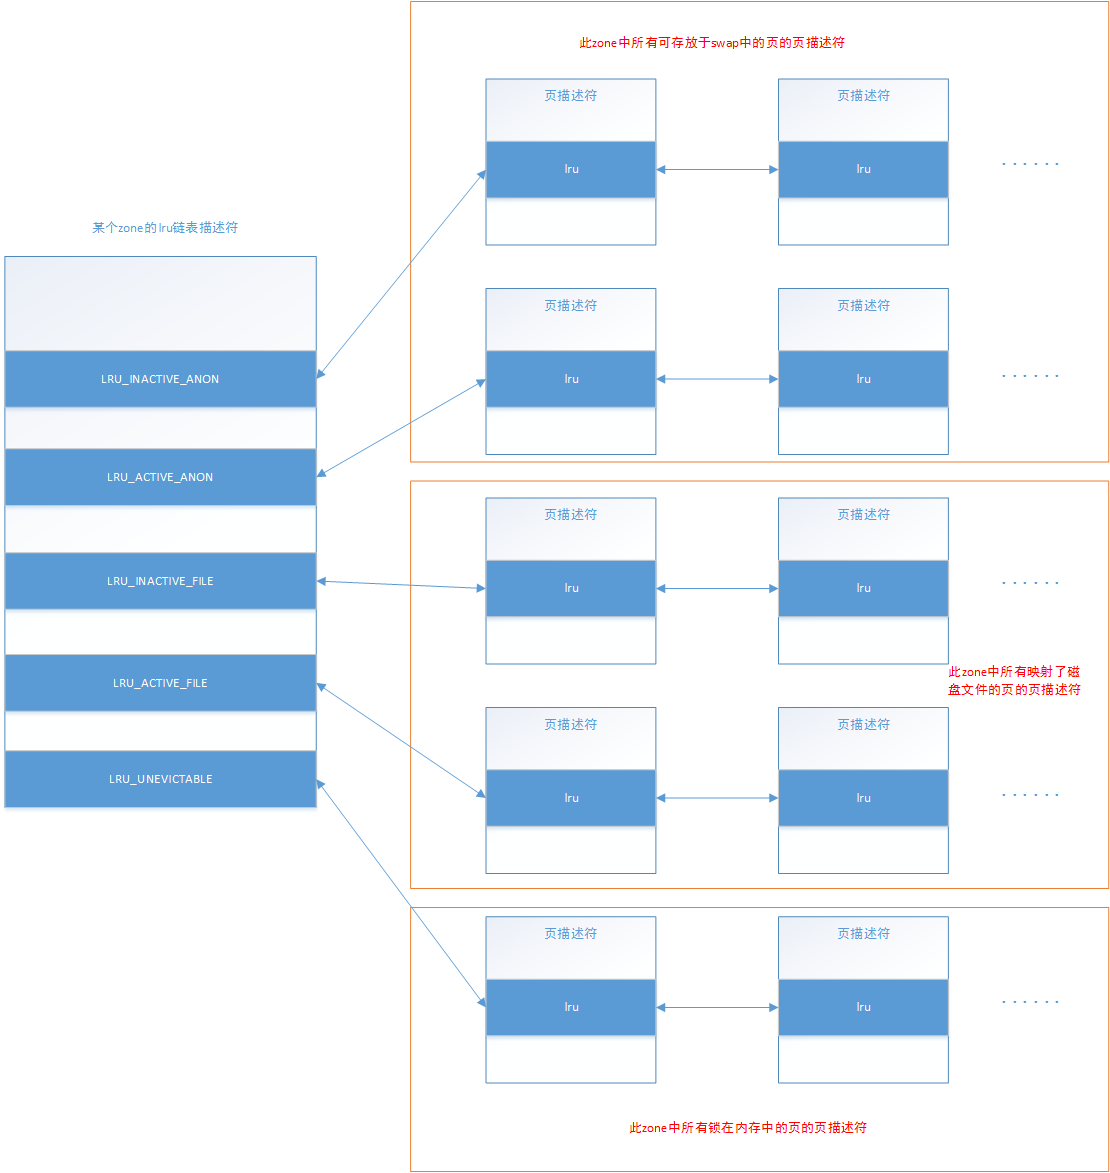 此zone中所有可存放于swap中的页的页描述符
页描述符
页描述符
lru
lru
......
某个zone的lru链表描述符
LRU_INACTIVE_ANON
LRU_ACTIVE_ANON
LRU_INACTIVE_FILE
LRU_ACTIVE_FILE
LRU_UNEVICTABLE
页描述符
页描述符
lru
lru
......
页描述符
页描述符
lru
lru
......
此zone中所有映射了磁
盘文件的页的页描述符
页描述符
页描述符
lru
lru
......
页描述符
页描述符
lru
lru
......
此zone中所有锁在内存中的页的页描述符